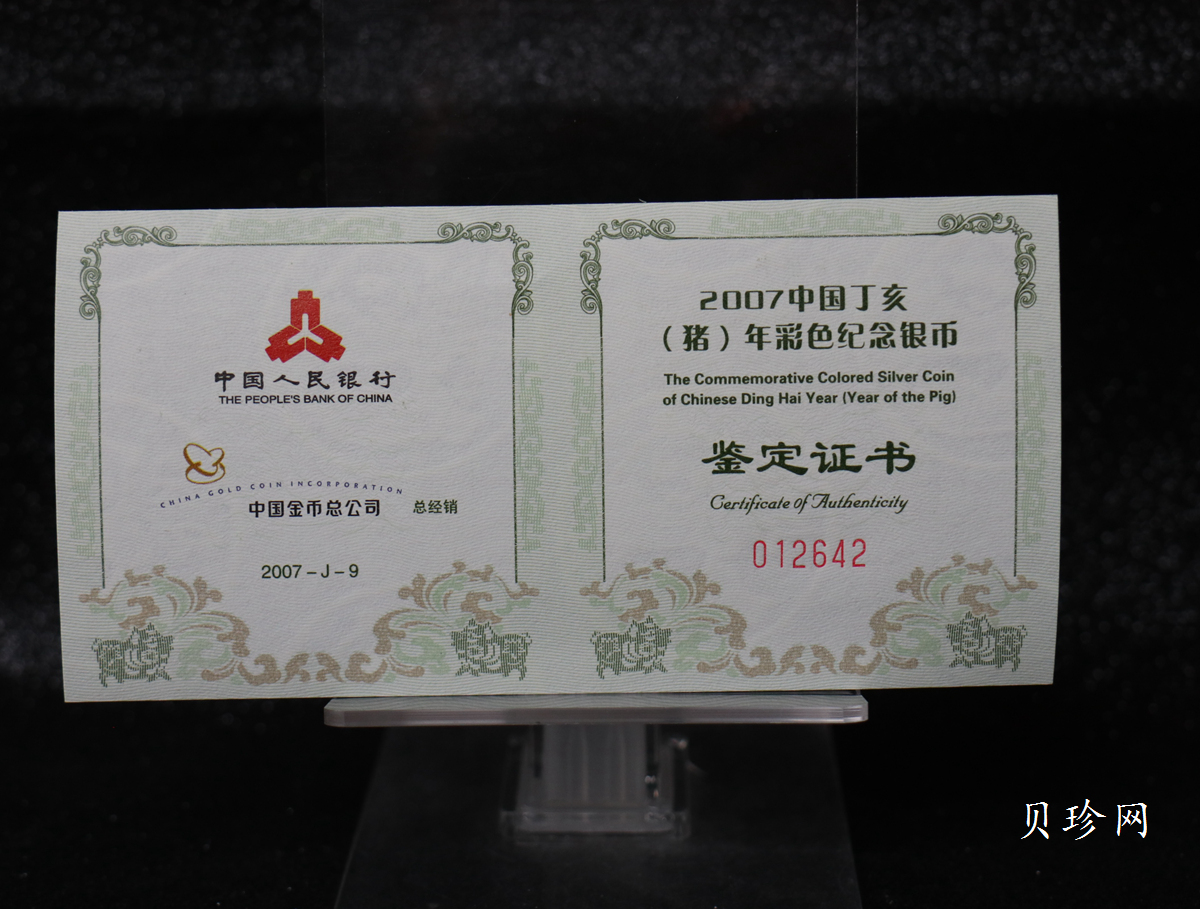 中国人民银行
THE PEOPLE'S BANK OF CHINA
CHINA GOLD COIN INCORPORATION
中国金币总公司 总经销
2007-J-9
2007中国丁亥
（猪）年彩色纪念银币
The Commemorative Colored Silver Coin
of Chinese Ding Hai Year (Year of the Pig)
鉴定证书
Certificate of Authenticity
012642
贝珍网